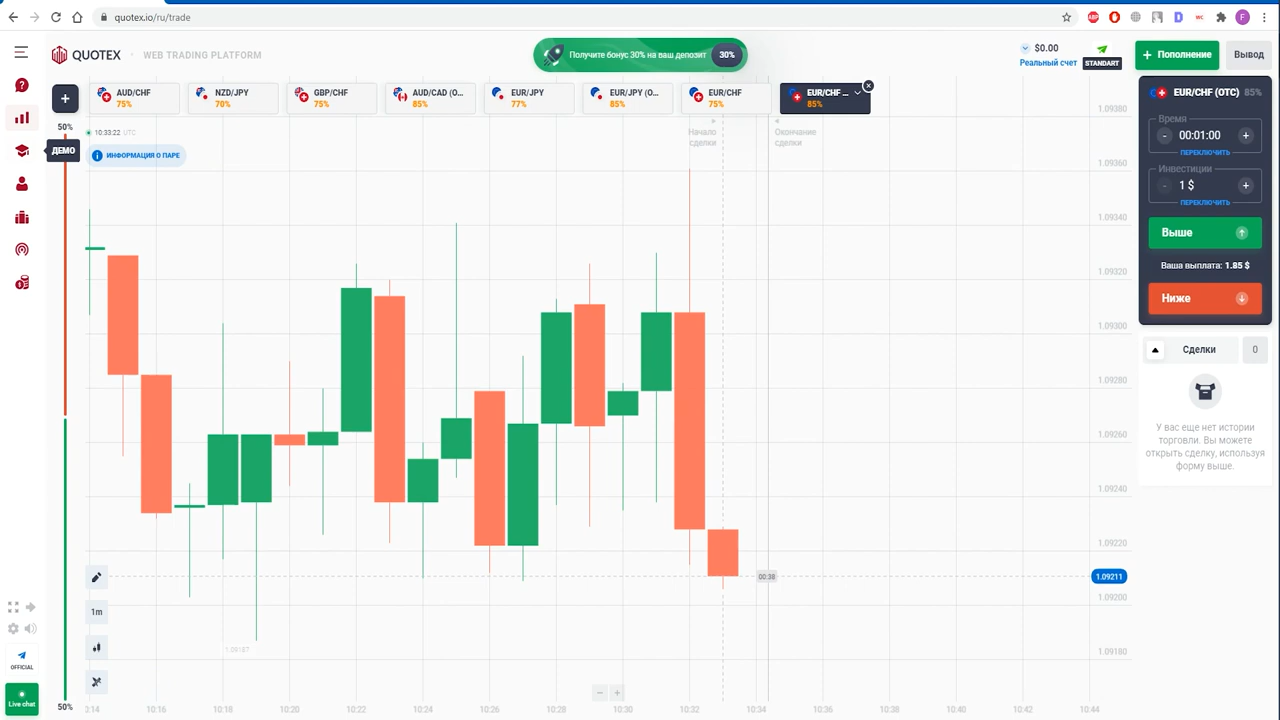 quotex.io/ru/trade
ABP
F
QUOTEX
WEB TRADING PLATFORM
Получите бонус 30% на ваш депозит
30%
$0.00
Реальный счет
STANDART
+ Пополнение
Вывод
+
AUD/CHF
75%
NZD/JPY
70%
GBP/CHF
75%
AUD/CAD (O...
85%
EUR/JPY
77%
EUR/JPY (O...
85%
EUR/CHF
75%
EUR/CHF ...
85%
50%
10:33:22 UTC
ДЕМО
ИНФОРМАЦИЯ О ПАРЕ
Начало
сделки
Окончание
сделки
1.09380
1.09360
1.09340
1.09320
1.09300
1.09280
1.09260
1.09240
1.09220
1.09211
1.09200
1.09180
00:38
1.09187
1m
50%
OFFICIAL
Live chat
- +
0:14
10:16
10:18
10:20
10:22
10:24
10:26
10:28
10:30
10:32
10:34
10:36
10:38
10:40
10:42
10:44
EUR/CHF (OTC) 85%
Время
- 00:01:00 +
ПЕРЕКЛЮЧИТЬ
Инвестиции
- 1 $ +
ПЕРЕКЛЮЧИТЬ
Выше
Ваша выплата: 1.85 $
Ниже
Сделки
0
У вас еще нет истории
торговли. Вы можете
открыть сделку, используя
форму выше.